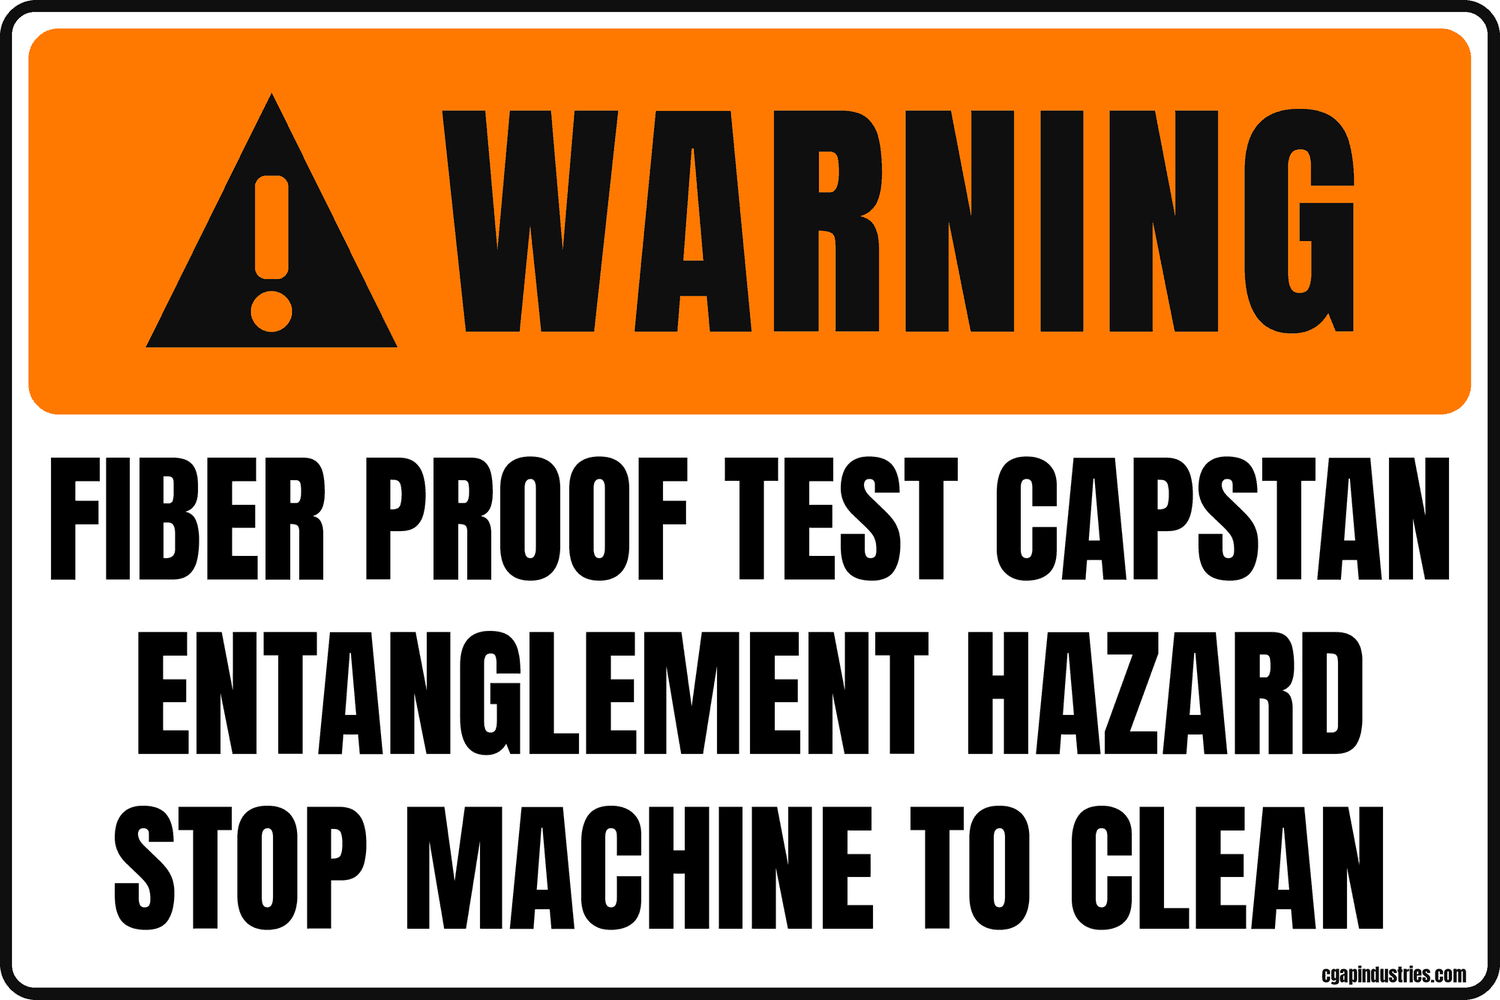 WARNING
FIBER PROOF TEST CAPSTAN
ENTANGLEMENT HAZARD
STOP MACHINE TO CLEAN
cgapindustries.com